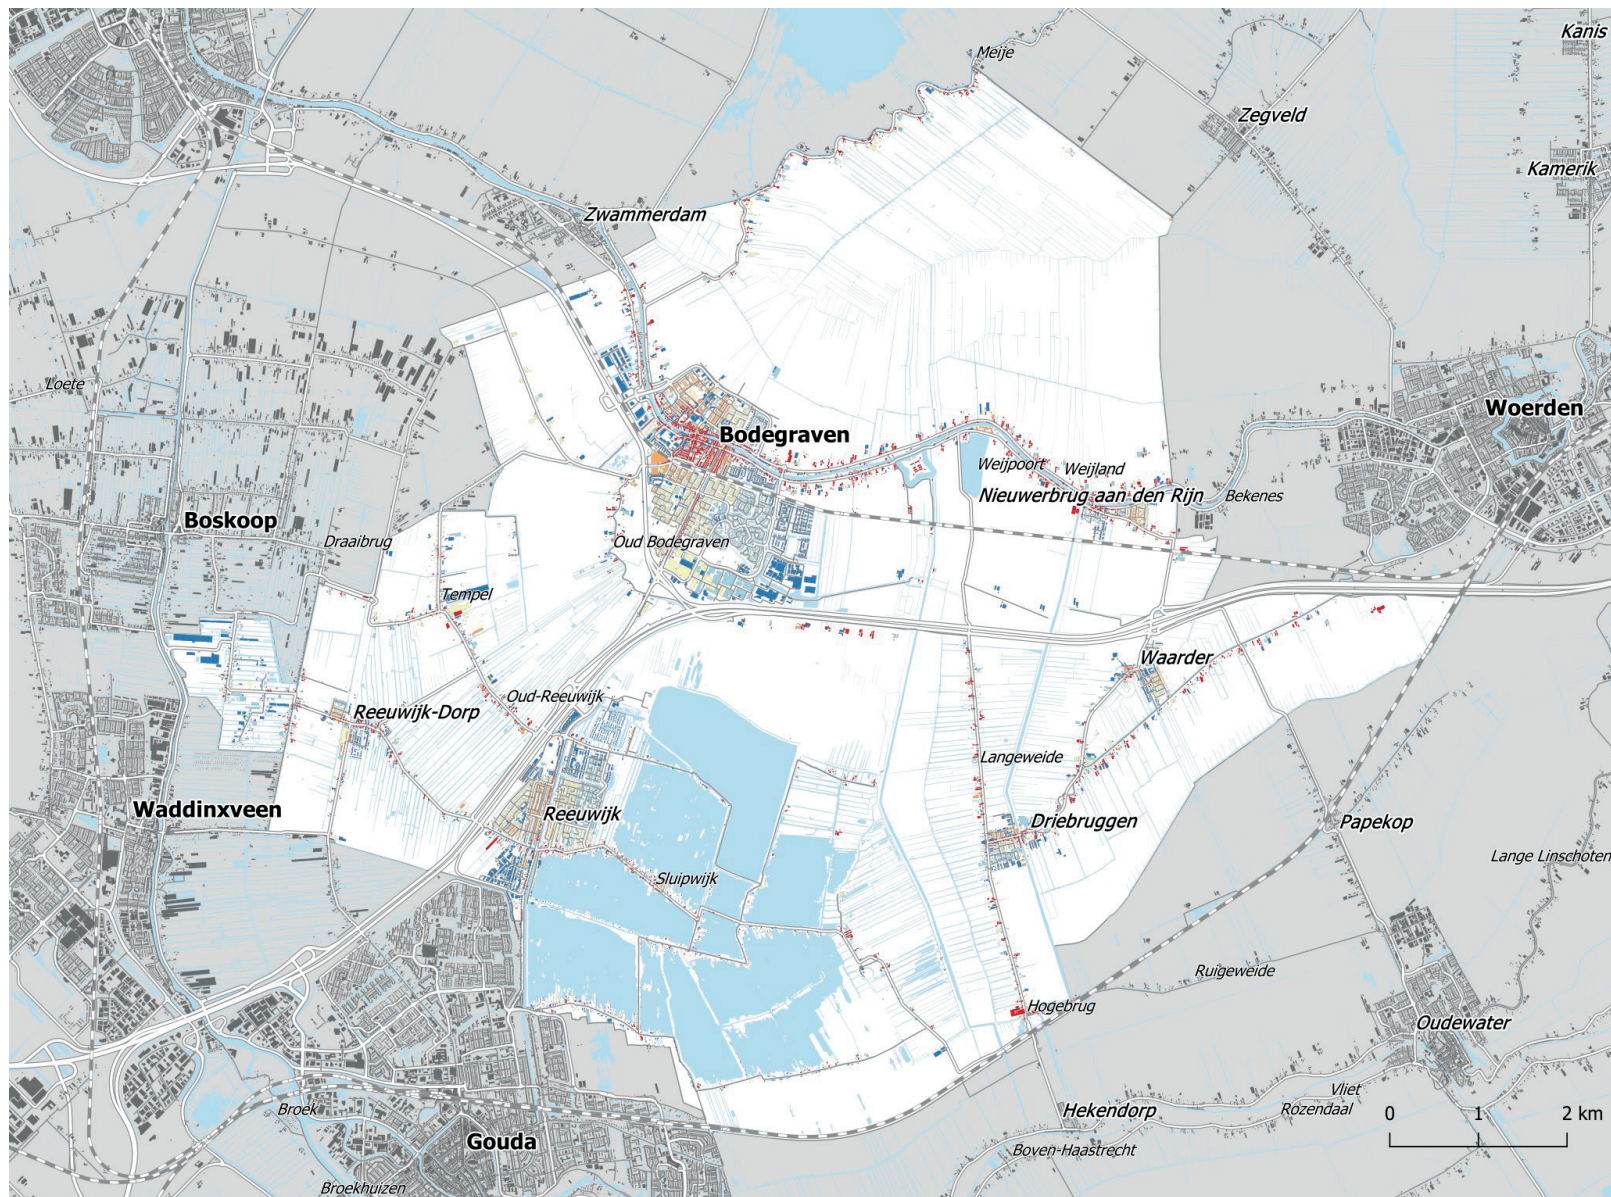 Kanis
Meije
Zegveld
Kamerik
Zwammerdam
Loete
Woerden
Bodegraven
Weijpoort
Weijland
Nieuwerbrug aan den Rijn
Bekenes
Boskoop
Draaibrug
Oud Bodegraven
Tempel
Waarder
Oud-Reeuwijk
Reeuwijk-Dorp
Langeweide
Waddinxveen
Reeuwijk
Driebruggen
Papekop
Lange Linschoten
Sluipwijk
Ruigeweide
Hogebrug
Oudewater
Vliet
Broek
Hekendorp
Rozendaal
0 1 2 km
Gouda
Boven-Haastrecht
Broekhuizen